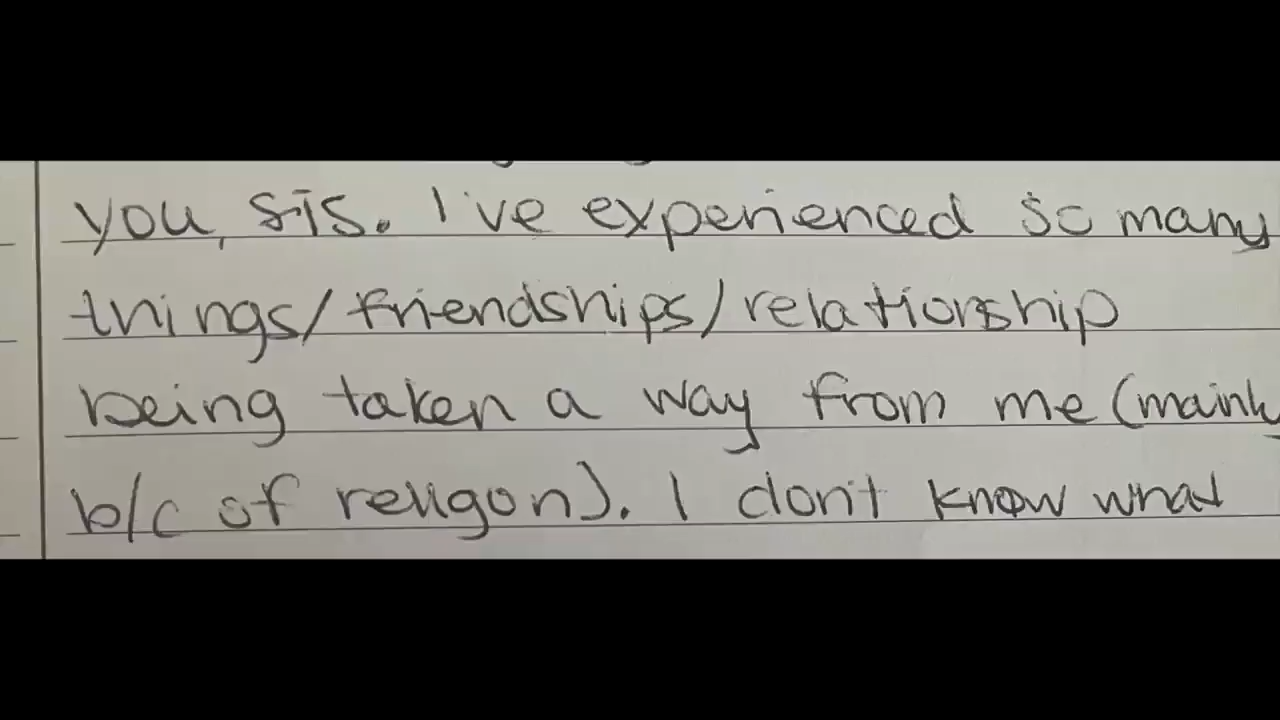 you, sis. I've experienced so many
things/friendships/relationship
being taken a way from me (mainly
b/c of religon). I don't know what